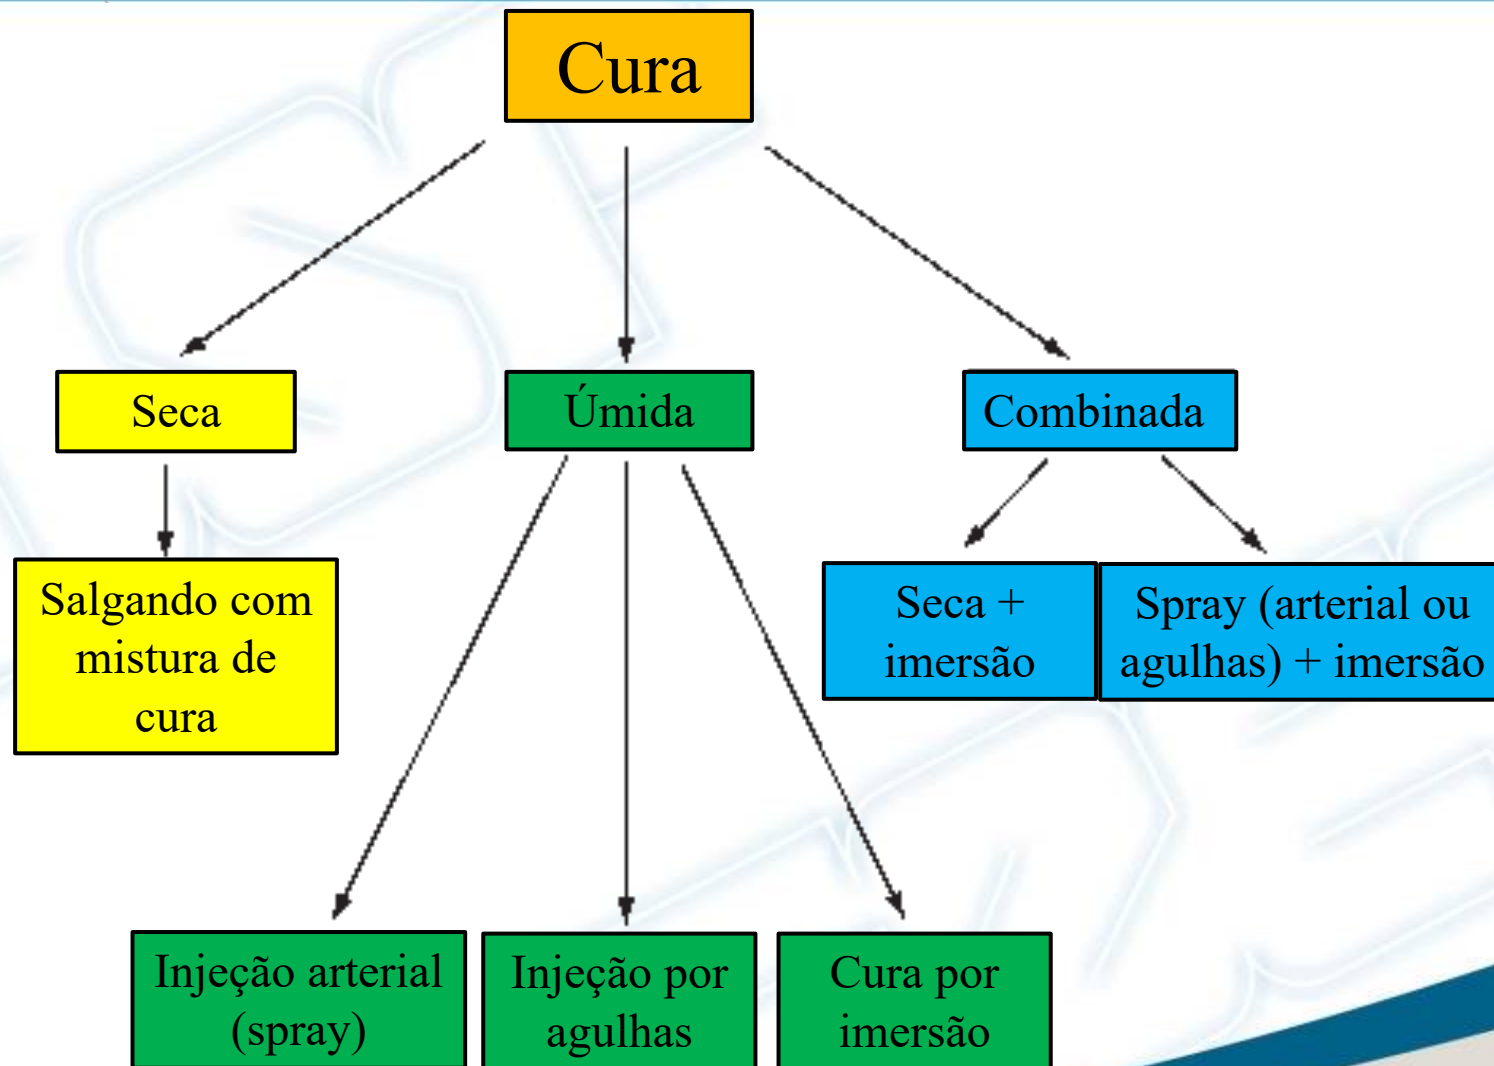 Cura
Seca
Úmida
Combinada
Salgando com
mistura de
cura
Seca +
imersão
Spray (arterial ou
agulhas) + imersão
Injeção arterial
(spray)
Injeção por
agulhas
Cura por
imersão